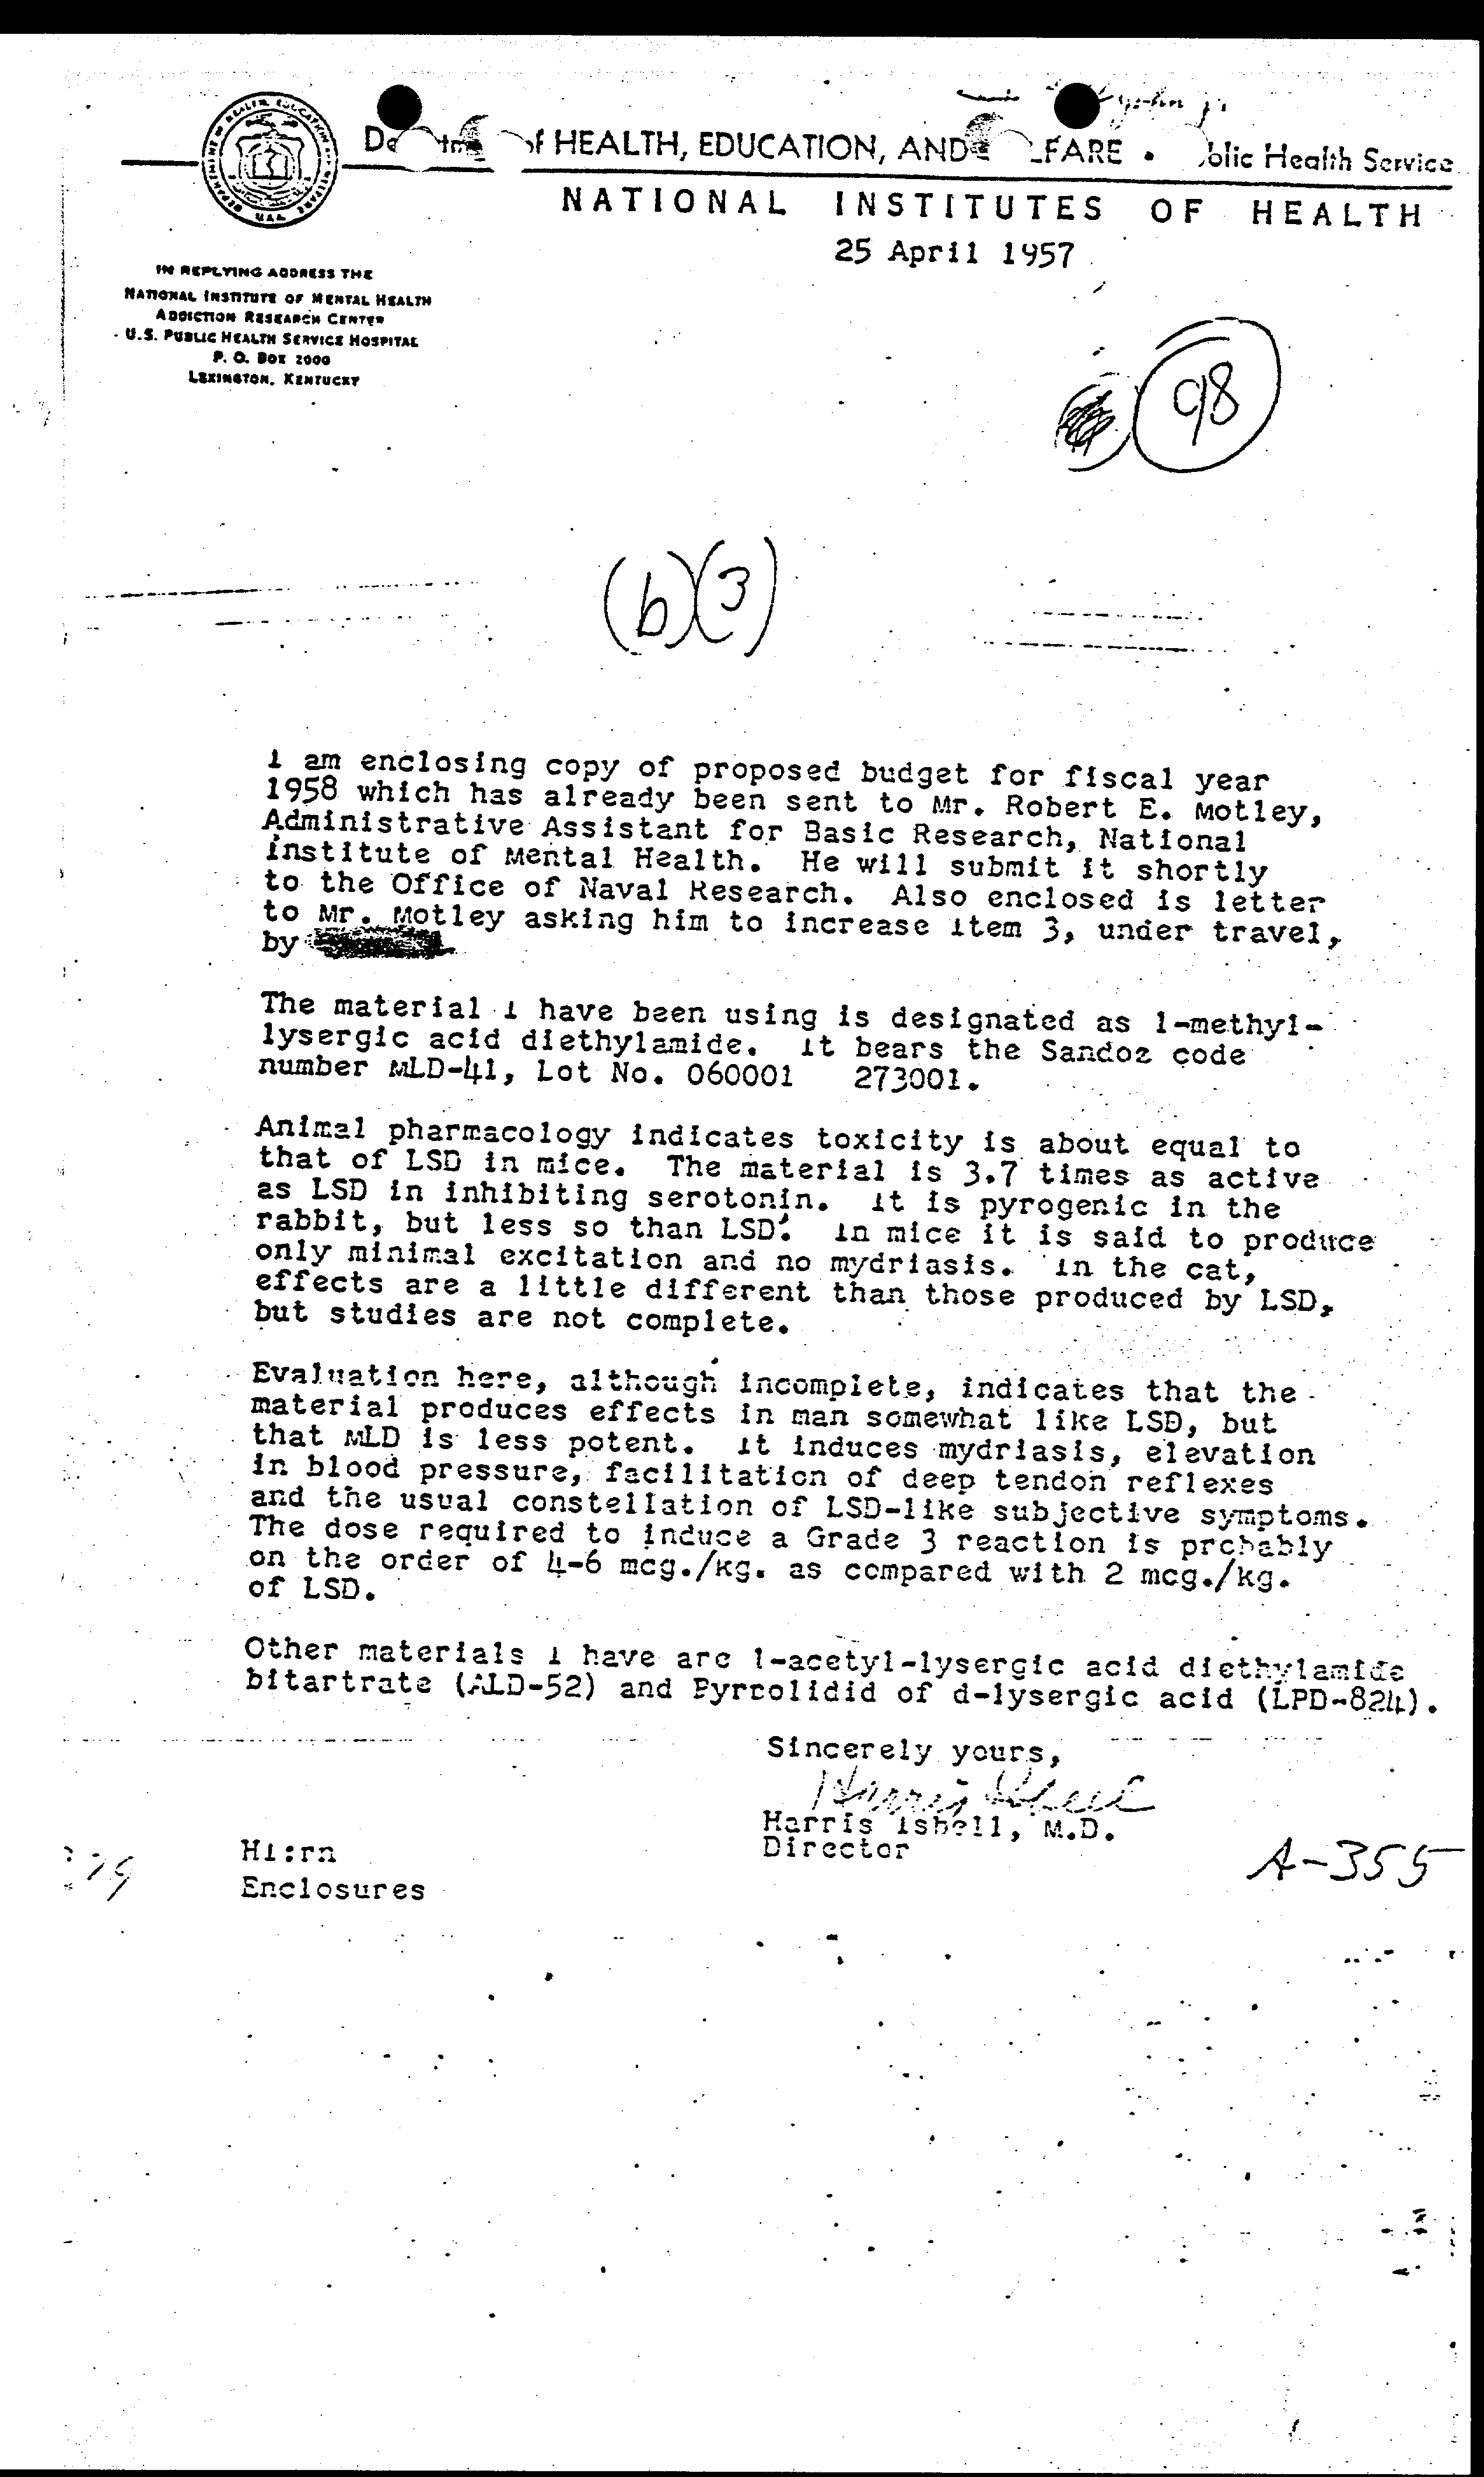 of HEALTH, EDUCATION, AND Public Health Service
NATIONAL INSTITUTES OF HEALTH
25 April 1957
IN REPLYING ADDRESS THE
NATIONAL INSTITUTE OF MENTAL HEALTH
ADDICTION RESEARCH CENTER
U.S. PUBLIC HEALTH SERVICE HOSPITAL
P. O. BOX 2000
LEXINGTON, KENTUCKY
98
(b)(3)
I am enclosing copy of proposed budget for fiscal year
1958 which has already been sent to Mr. Robert E. Motley,
Administrative Assistant for Basic Research, National
Institute of Mental Health. He will submit it shortly
to the Office of Naval Research. Also enclosed is letter
to Mr. Motley asking him to increase item 3, under travel,
by
The material I have been using is designated as 1-methyl-
lysergic acid diethylamide. It bears the Sandoz code
number MLD-41, Lot No. 060001 273001.
Animal pharmacology indicates toxicity is about equal to
that of LSD in mice. The material is 3.7 times as active
as LSD in inhibiting serotonin. It is pyrogenic in the
rabbit, but less so than LSD. In mice it is said to produce
only minimal excitation and no mydriasis. In the cat,
effects are a little different than those produced by LSD,
but studies are not complete.
Evaluation here, although incomplete, indicates that the
material produces effects in man somewhat like LSD, but
that MLD is less potent. It induces mydriasis, elevation
in blood pressure, facilitation of deep tendon reflexes
and the usual constellation of LSD-like subjective symptoms.
The dose required to induce a Grade 3 reaction is probably
on the order of 4-6 mcg./kg. as compared with 2 mcg./kg.
of LSD.
Other materials I have are 1-acetyl-lysergic acid diethylamide
bitartrate (ALD-52) and Pyrrolidid of d-lysergic acid (LPD-824).
Sincerely yours,
Harris Isbell
Harris Isbell, M.D.
Director
HI:rn
Enclosures
A-355